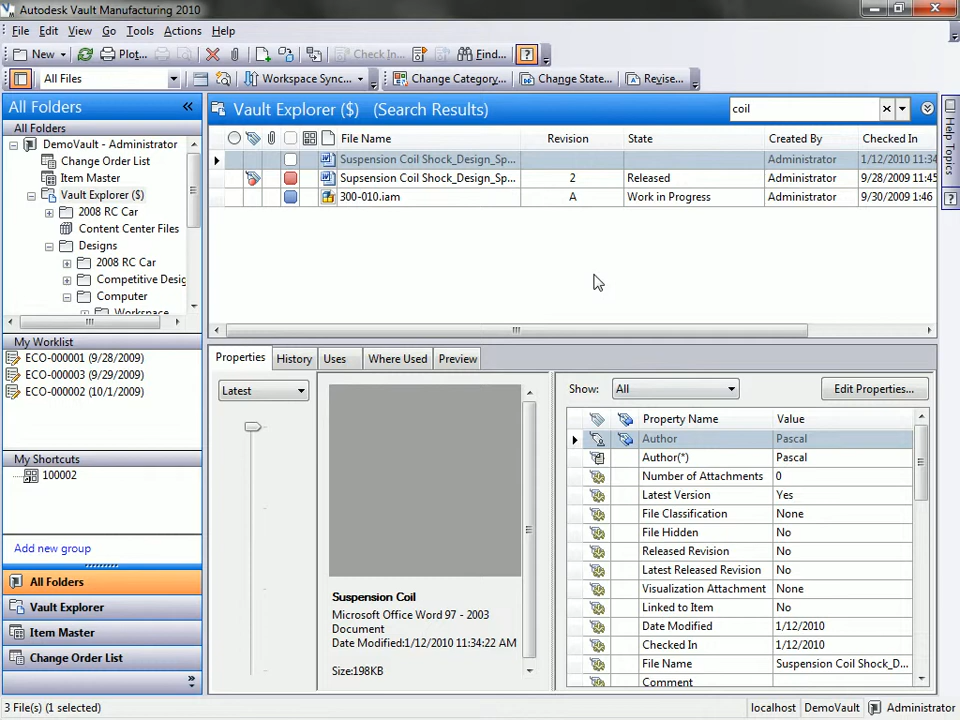 Autodesk Vault Manufacturing 2010
File Edit View Go Tools Actions Help
New Plot... Check In... Find...
All Files Workspace Sync... Change Category... Change State... Revise...
All Folders
Vault Explorer ($) (Search Results)
coil
All Folders
File Name Revision State Created By Checked In
DemoVault - Administrator
Suspension Coil Shock_Design_Sp... Administrator 1/12/2010 11:34
Change Order List
Item Master
Suspension Coil Shock_Design_Sp... 2 Released Administrator 9/28/2009 11:45
Vault Explorer ($)
300-010.iam A Work in Progress Administrator 9/30/2009 1:46
2008 RC Car
Content Center Files
Designs
2008 RC Car
Competitive Desig
Computer
Workspace
Help Topics
My Worklist
ECO-000001 (9/28/2009)
ECO-000003 (9/29/2009)
ECO-000002 (10/1/2009)
My Shortcuts
100002
Add new group
All Folders
Vault Explorer
Item Master
Change Order List
Properties History Uses Where Used Preview
Latest
Suspension Coil
Microsoft Office Word 97 - 2003
Document
Date Modified:1/12/2010 11:34:22 AM
Size:198KB
Show: All Edit Properties...
Property Name Value
Author Pascal
Author(*) Pascal
Number of Attachments 0
Latest Version Yes
File Classification None
File Hidden No
Released Revision No
Latest Released Revision No
Visualization Attachment None
Linked to Item No
Date Modified 1/12/2010
Checked In 1/12/2010
File Name Suspension Coil Shock_D...
Comment
3 File(s) (1 selected)
localhost DemoVault Administrator